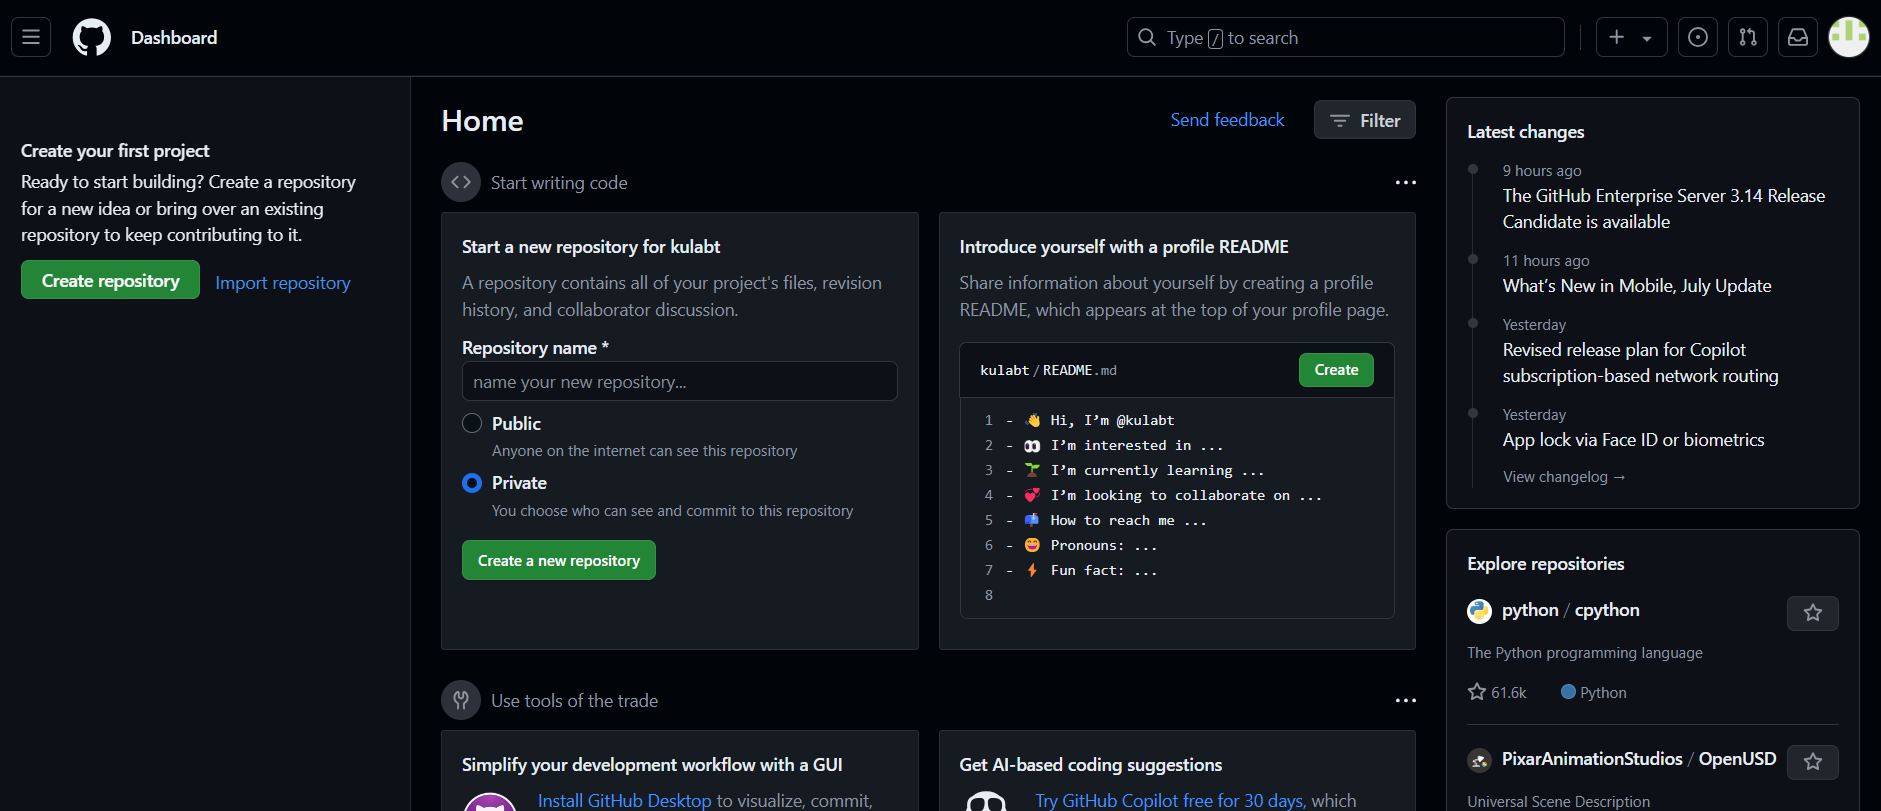 Dashboard
Type / to search
Create your first project
Ready to start building? Create a repository
for a new idea or bring over an existing
repository to keep contributing to it.
Create repository
Import repository
Home
Send feedback
Filter
Start writing code
Start a new repository for kulabt
A repository contains all of your project's files, revision
history, and collaborator discussion.
Repository name *
name your new repository...
Public
Anyone on the internet can see this repository
Private
You choose who can see and commit to this repository
Create a new repository
Introduce yourself with a profile README
Share information about yourself by creating a profile
README, which appears at the top of your profile page.
kulabt / README.md
Create
1 - 👋 Hi, I’m @kulabt
2 - 👀 I’m interested in ...
3 - 🌱 I’m currently learning ...
4 - 💞️ I’m looking to collaborate on ...
5 - 📫 How to reach me ...
6 - 😄 Pronouns: ...
7 - ⚡ Fun fact: ...
8
Use tools of the trade
Simplify your development workflow with a GUI
Install GitHub Desktop to visualize, commit,
Get AI-based coding suggestions
Try GitHub Copilot free for 30 days, which
Latest changes
9 hours ago
The GitHub Enterprise Server 3.14 Release
Candidate is available
11 hours ago
What’s New in Mobile, July Update
Yesterday
Revised release plan for Copilot
subscription-based network routing
Yesterday
App lock via Face ID or biometrics
View changelog →
Explore repositories
python / cpython
The Python programming language
61.6k
Python
PixarAnimationStudios / OpenUSD
Universal Scene Description